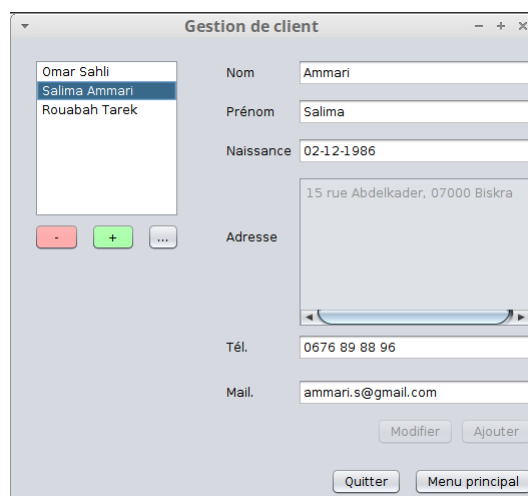 Gestion de client
Omar Sahli
Salima Ammari
Rouabah Tarek
-
+
...
Nom
Ammari
Prénom
Salima
Naissance
02-12-1986
Adresse
15 rue Abdelkader, 07000 Biskra
Tél.
0676 89 88 96
Mail.
ammari.s@gmail.com
Modifier
Ajouter
Quitter
Menu principal